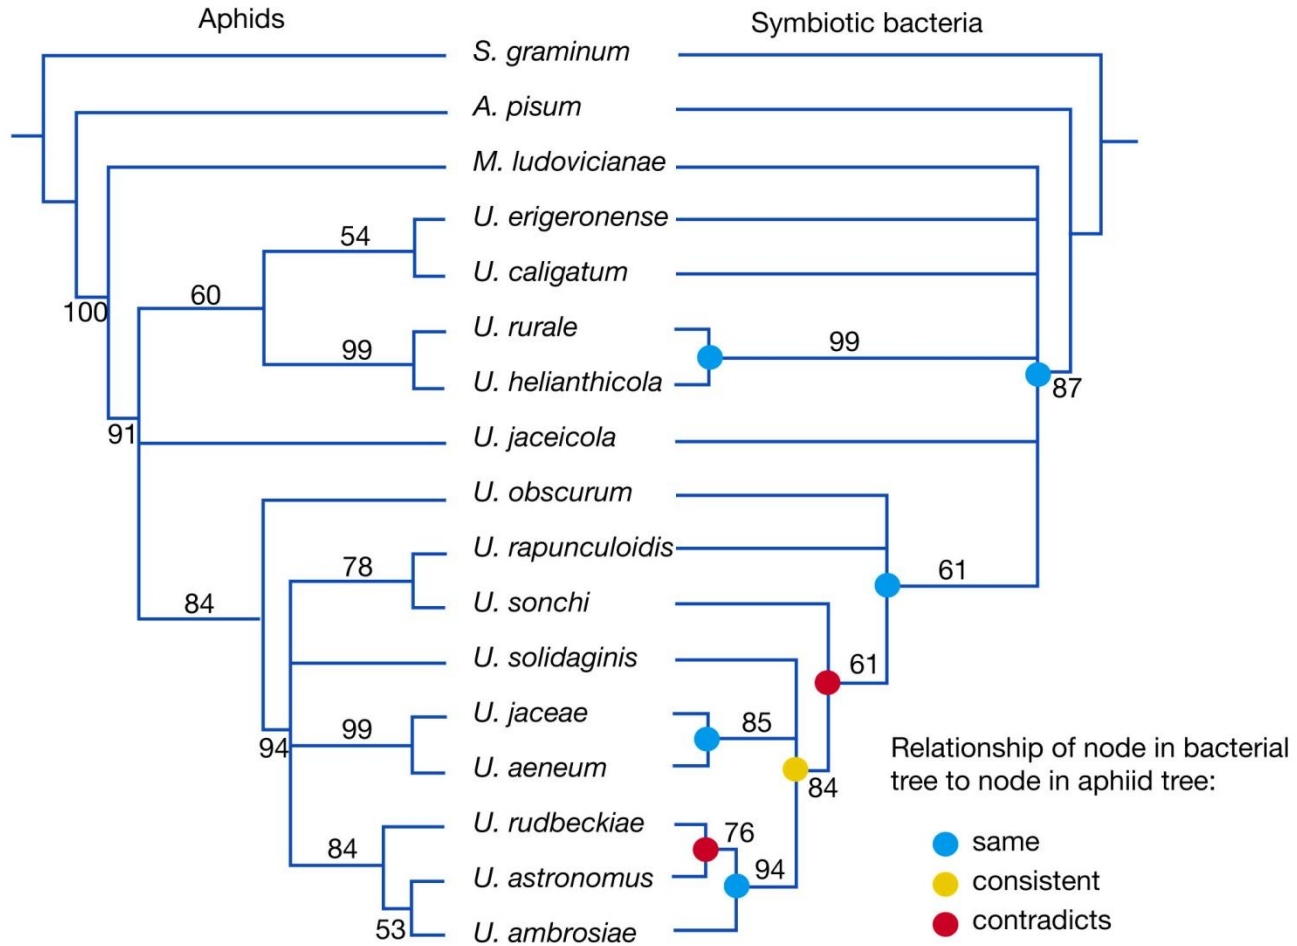 Aphids
Symbiotic bacteria
S. graminum
A. pisum
M. ludovicianae
U. erigeronense
54
U. caligatum
60
100
U. rurale
99
99
U. helianthicola
87
91
U. jaceicola
U. obscurum
U. rapunculoidis
78
61
84
U. sonchi
U. solidaginis
61
U. jaceae
99
85
94
U. aeneum
84
Relationship of node in bacterial
tree to node in aphiid tree:
U. rudbeckiae
76
84
same
U. astronomus
94
consistent
53
U. ambrosiae
contradicts